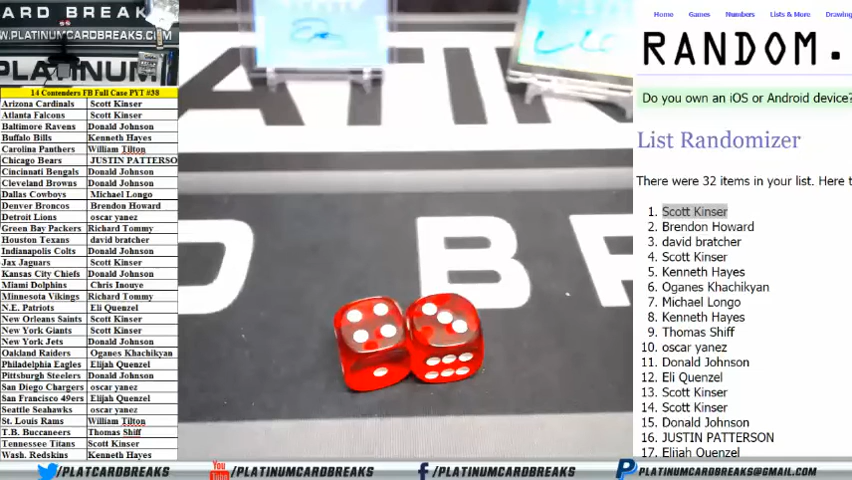 ARD BREAK
W.PLATINUMCARDBREAKS.COM
PLATINUM
14 Contenders FB Full Case PYT #38
Arizona Cardinals Scott Kinser
Atlanta Falcons Scott Kinser
Baltimore Ravens Donald Johnson
Buffalo Bills Kenneth Hayes
Carolina Panthers William Tilton
Chicago Bears JUSTIN PATTERSO
Cincinnati Bengals Donald Johnson
Cleveland Browns Donald Johnson
Dallas Cowboys Michael Longo
Denver Broncos Brendon Howard
Detroit Lions oscar yanez
Green Bay Packers Richard Tommy
Houston Texans david bratcher
Indianapolis Colts Donald Johnson
Jax Jaguars Scott Kinser
Kansas City Chiefs Donald Johnson
Miami Dolphins Chris Inouye
Minnesota Vikings Richard Tommy
N.E. Patriots Eli Quenzel
New Orleans Saints Scott Kinser
New York Giants Scott Kinser
New York Jets Donald Johnson
Oakland Raiders Oganes Khachikyan
Philadelphia Eagles Elijah Quenzel
Pittsburgh Steelers Donald Johnson
San Diego Chargers oscar yanez
San Francisco 49ers Elijah Quenzel
Seattle Seahawks oscar yanez
St. Louis Rams William Tilton
T.B. Buccaneers Thomas Shiff
Tennessee Titans Scott Kinser
Wash. Redskins Kenneth Hayes
ATIN
D BR
Home Games Numbers Lists & More Drawing
RANDOM.
Do you own an iOS or Android device?
List Randomizer
There were 32 items in your list. Here t
1. Scott Kinser
2. Brendon Howard
3. david bratcher
4. Scott Kinser
5. Kenneth Hayes
6. Oganes Khachikyan
7. Michael Longo
8. Kenneth Hayes
9. Thomas Shiff
10. oscar yanez
11. Donald Johnson
12. Eli Quenzel
13. Scott Kinser
14. Scott Kinser
15. Donald Johnson
16. JUSTIN PATTERSON
17. Elijah Quenzel
/PLATCARDBREAKS You Tube /PLATINUMCARDBREAKS f /PLATINUMCARDBREAKS P PLATINUMCARDBREAKS@GMAIL.COM